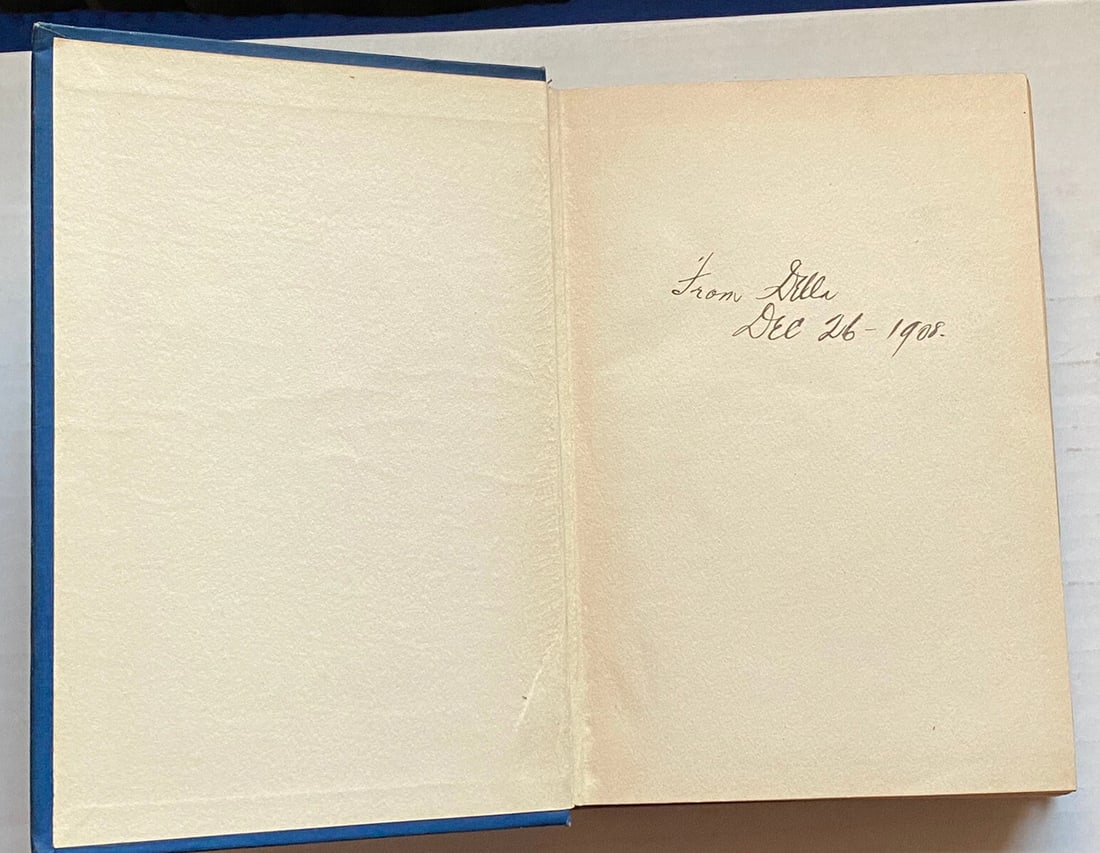 From Della
Dec 26 - 1908.